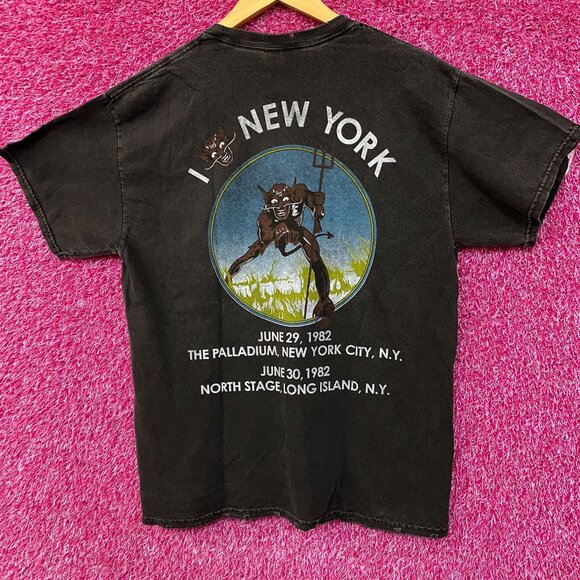 I NEW YORK
JUNE 29, 1982
THE PALLADIUM, NEW YORK CITY, N.Y.
JUNE 30, 1982
NORTH STAGE, LONG ISLAND, N.Y.